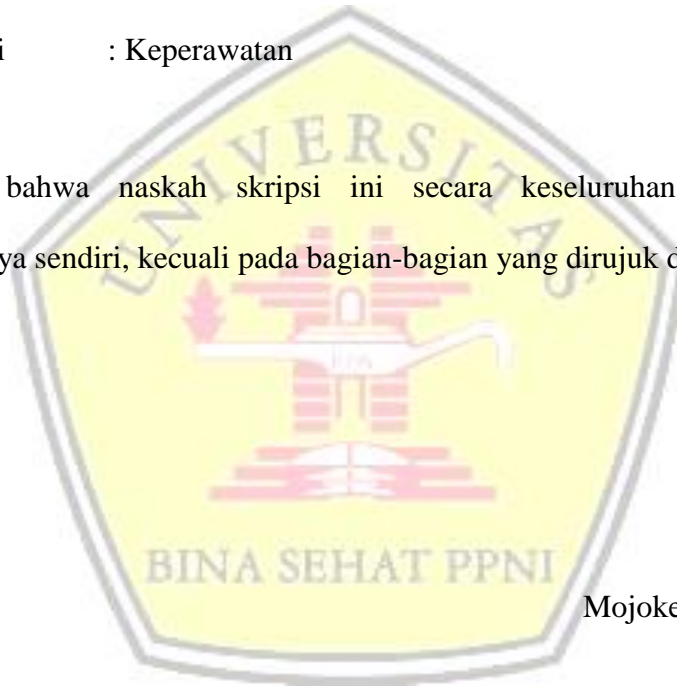 i : Keperawatan
UNIVERSITAS
bahwa naskah skripsi ini secara keseluruhan
ya sendiri, kecuali pada bagian-bagian yang dirujuk d
BINA SEHAT PPNI
Mojoke